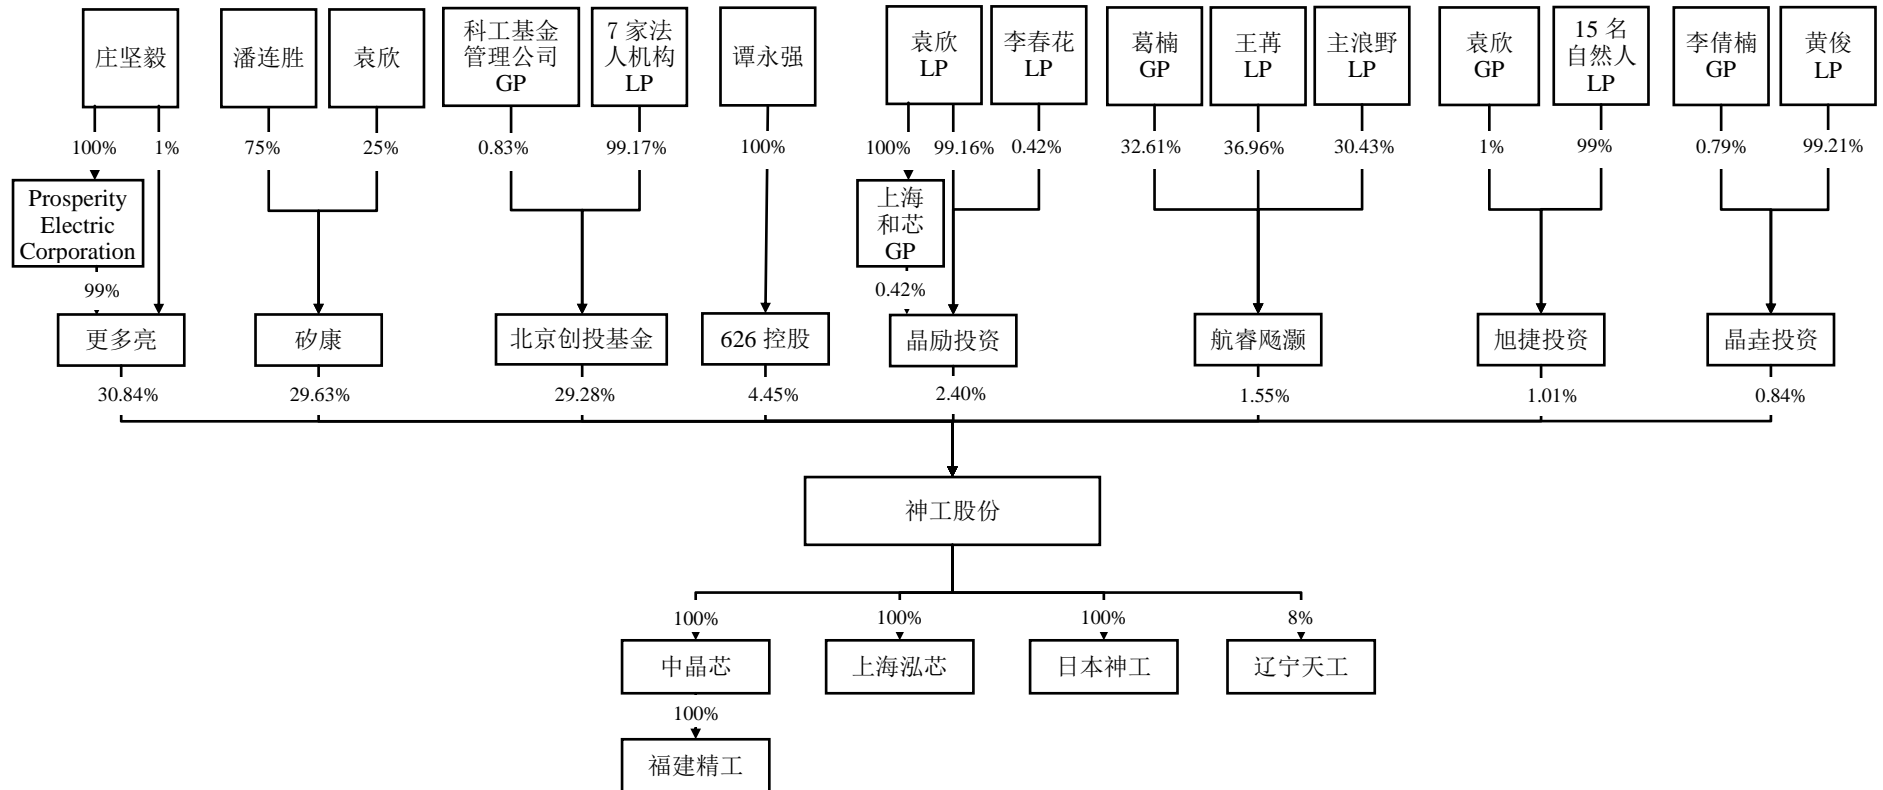 庄坚毅
潘连胜
袁欣
科工基金
管理公司
GP
7 家法
人机构
LP
谭永强
袁欣
LP
李春花
LP
葛楠
GP
王苒
LP
主浪野
LP
袁欣
GP
15 名
自然人
LP
李倩楠
GP
黄俊
LP
100%
1%
75%
25%
0.83%
99.17%
100%
100%
99.16%
0.42%
32.61%
36.96%
30.43%
1%
99%
0.79%
99.21%
Prosperity
Electric
Corporation
上海
和芯
GP
99%
0.42%
更多亮
矽康
北京创投基金
626 控股
晶励投资
航睿飏灏
旭捷投资
晶垚投资
30.84%
29.63%
29.28%
4.45%
2.40%
1.55%
1.01%
0.84%
神工股份
100%
100%
100%
8%
中晶芯
上海泓芯
日本神工
辽宁天工
100%
福建精工